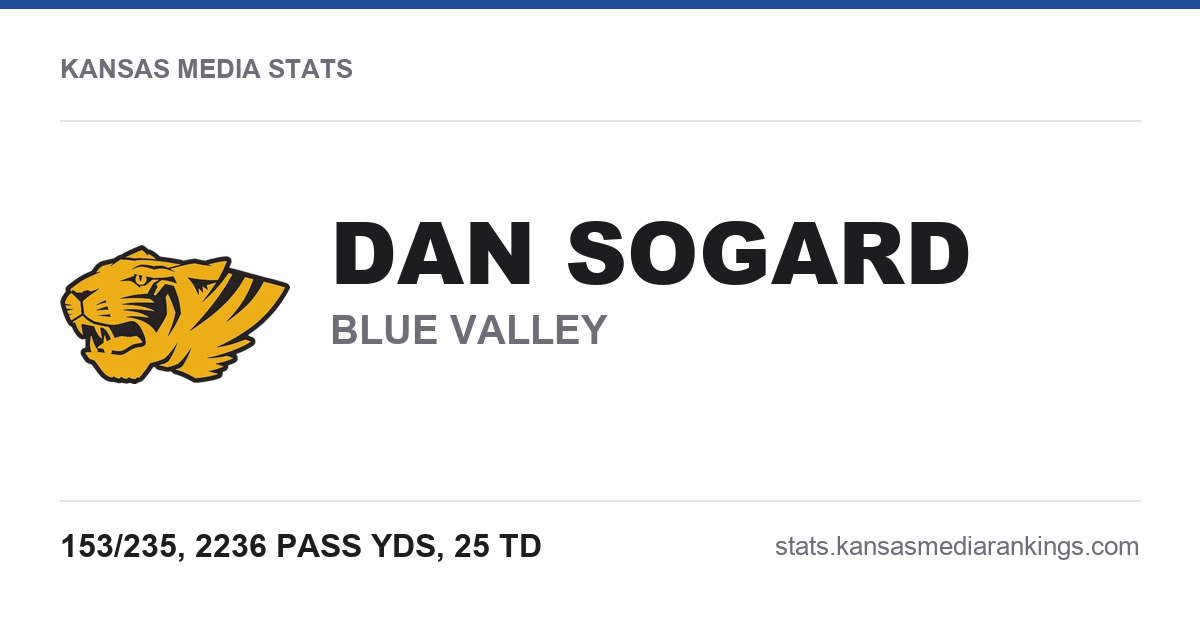 KANSAS MEDIA STATS
DAN SOGARD
BLUE VALLEY
153/235, 2236 PASS YDS, 25 TD
stats.kansasmediarankings.com